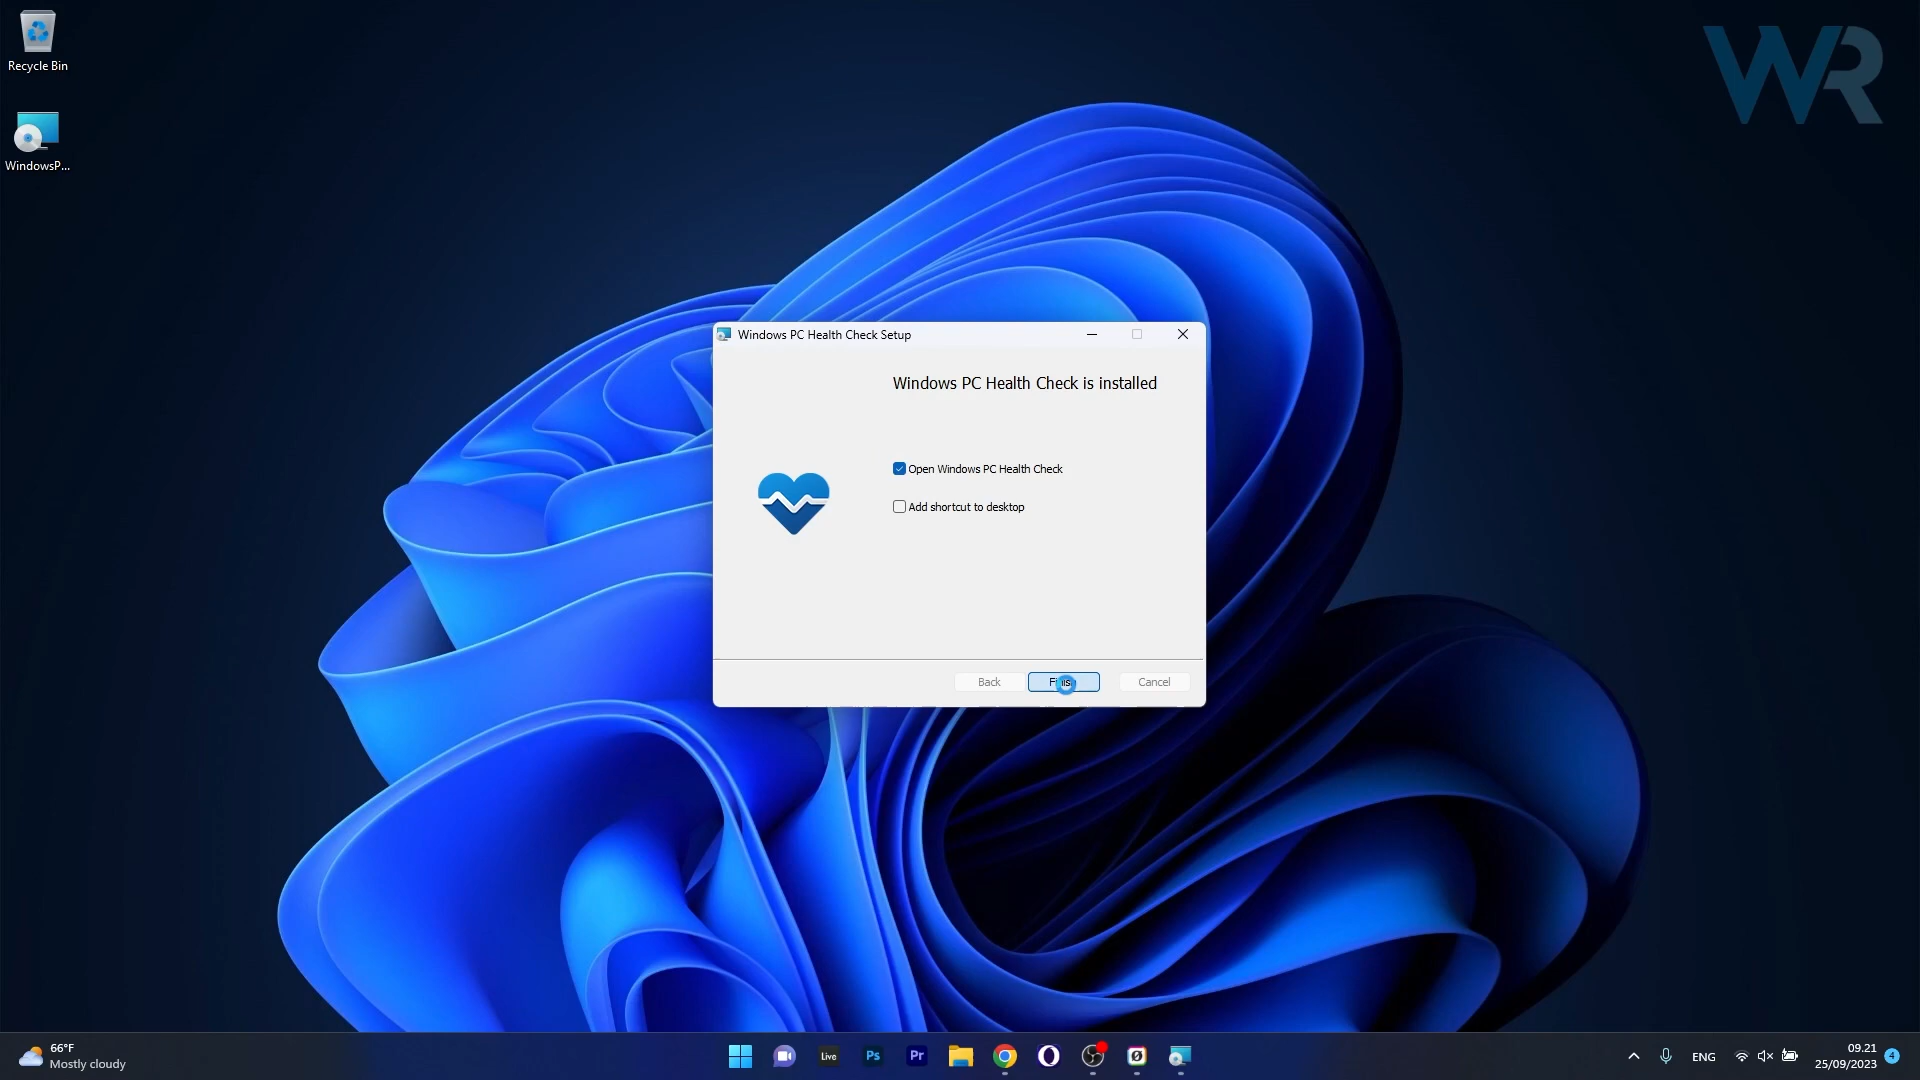 Recycle Bin
WindowsP...
WR
Windows PC Health Check Setup
Windows PC Health Check is installed
Open Windows PC Health Check
Add shortcut to desktop
Back
Cancel
66°F
Mostly cloudy
Live
Ps
Pr
ENG
09.21
25/09/2023
4